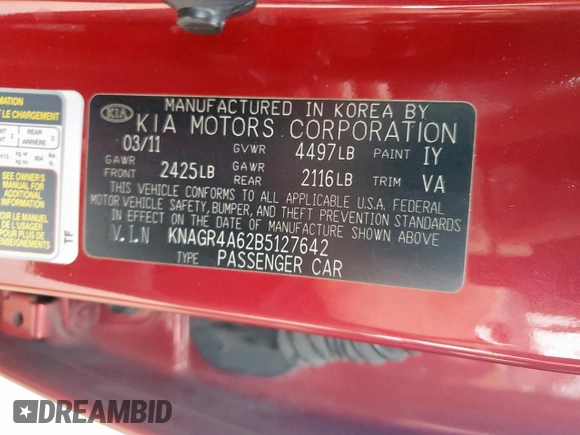 MANUFACTURED IN KOREA BY
KIA KIA MOTORS CORPORATION
03/11 GVWR 4497LB PAINT IY
GAWR FRONT 2425LB GAWR REAR 2116LB TRIM VA
THIS VEHICLE CONFORMS TO ALL APPLICABLE U.S.A. FEDERAL
MOTOR VEHICLE SAFETY, BUMPER, AND THEFT PREVENTION STANDARDS
IN EFFECT ON THE DATE OF MANUFACTURE SHOWN ABOVE
V.I.N KNAGR4A62B5127642
TYPE PASSENGER CAR
LE CHARGEMENT
REAR
ARRIÈRE
SEE OWNER'S
MANUAL FOR
ADDITIONAL
INFORMATION
VOIR LE MANUEL
DE L'USAGER
POUR PLUS DE
TF
DREAMBID